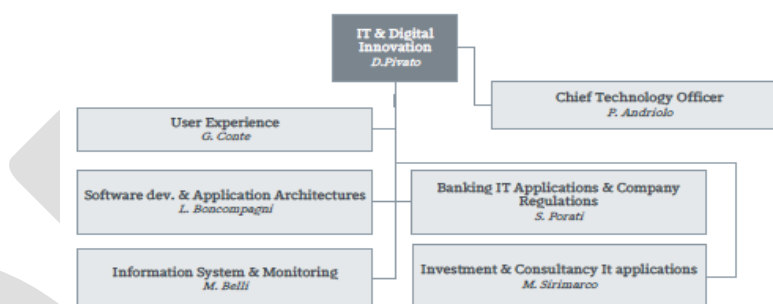 IT & Digital
Innovation
D.Pivato
Chief Technology Officer
P. Andriolo
User Experience
G. Conte
Software dev. & Application Architectures
L. Boncompagni
Banking IT Applications & Company
Regulations
S. Porati
Information System & Monitoring
M. Belli
Investment & Consultancy It applications
M. Sirimarco